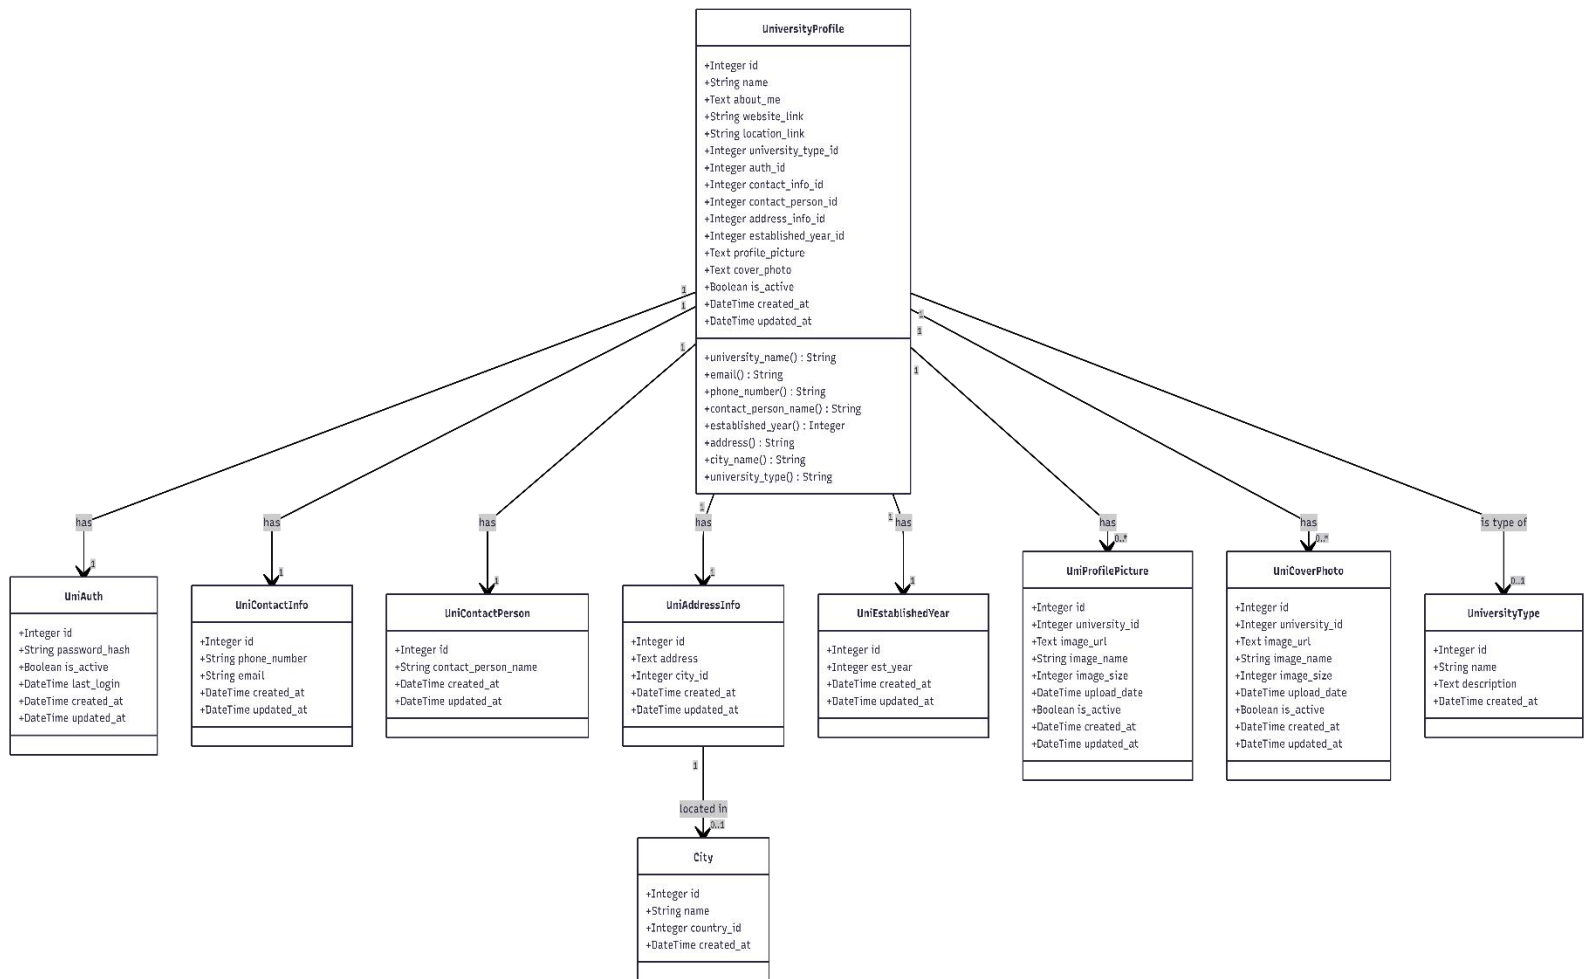 UniversityProfile
+Integer id
+String name
+Text about_me
+String website_link
+String location_link
+Integer university_type_id
+Integer auth_id
+Integer contact_info_id
+Integer contact_person_id
+Integer address_info_id
+Integer established_year_id
+Text profile_picture
+Text cover_photo
+Boolean is_active
+DateTime created_at
+DateTime updated_at
+university_name() : String
+email() : String
+phone_number() : String
+contact_person_name() : String
+established_year() : Integer
+address() : String
+city_name() : String
+university_type() : String
1
1
1
1
1
1
1
1
has
has
has
has
has
has
has
is type of
1
1
1
1
1
0..*
0..*
0..1
UniAuth
+Integer id
+String password_hash
+Boolean is_active
+DateTime last_login
+DateTime created_at
+DateTime updated_at
UniContactInfo
+Integer id
+String phone_number
+String email
+DateTime created_at
+DateTime updated_at
UniContactPerson
+Integer id
+String contact_person_name
+DateTime created_at
+DateTime updated_at
UniAddressInfo
+Integer id
+Text address
+Integer city_id
+DateTime created_at
+DateTime updated_at
UniEstablishedYear
+Integer id
+Integer est_year
+DateTime created_at
+DateTime updated_at
UniProfilePicture
+Integer id
+Integer university_id
+Text image_url
+String image_name
+Integer image_size
+DateTime upload_date
+Boolean is_active
+DateTime created_at
+DateTime updated_at
UniCoverPhoto
+Integer id
+Integer university_id
+Text image_url
+String image_name
+Integer image_size
+DateTime upload_date
+Boolean is_active
+DateTime created_at
+DateTime updated_at
UniversityType
+Integer id
+String name
+Text description
+DateTime created_at
1
located in
0..1
City
+Integer id
+String name
+Integer country_id
+DateTime created_at